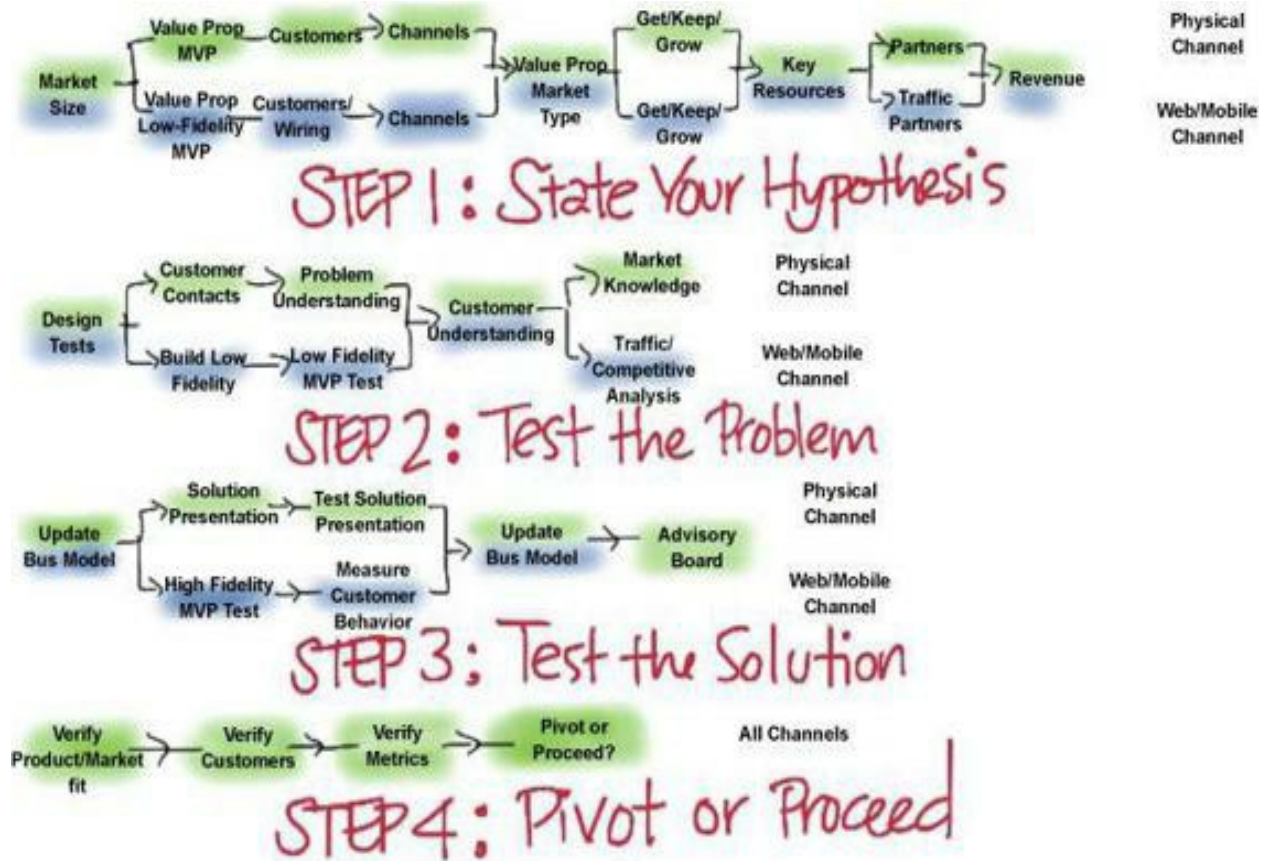 Value Prop
MVP
Customers
Channels
Get/Keep/
Grow
Partners
Physical
Channel
Market
Size
Value Prop
Market
Type
Key
Resources
Revenue
Value Prop
Low-Fidelity
MVP
Customers/
Wiring
Channels
Get/Keep/
Grow
Traffic
Partners
Web/Mobile
Channel
STEP 1: State Your Hypothesis
Customer
Contacts
Problem
Understanding
Market
Knowledge
Physical
Channel
Design
Tests
Customer
Understanding
Build Low
Fidelity
Low Fidelity
MVP Test
Traffic/
Competitive
Analysis
Web/Mobile
Channel
STEP 2: Test the Problem
Solution
Presentation
Test Solution
Presentation
Physical
Channel
Update
Bus Model
Update
Bus Model
Advisory
Board
High Fidelity
MVP Test
Measure
Customer
Behavior
Web/Mobile
Channel
STEP 3: Test the Solution
Verify
Product/Market
fit
Verify
Customers
Verify
Metrics
Pivot or
Proceed?
All Channels
STEP 4: Pivot or Proceed